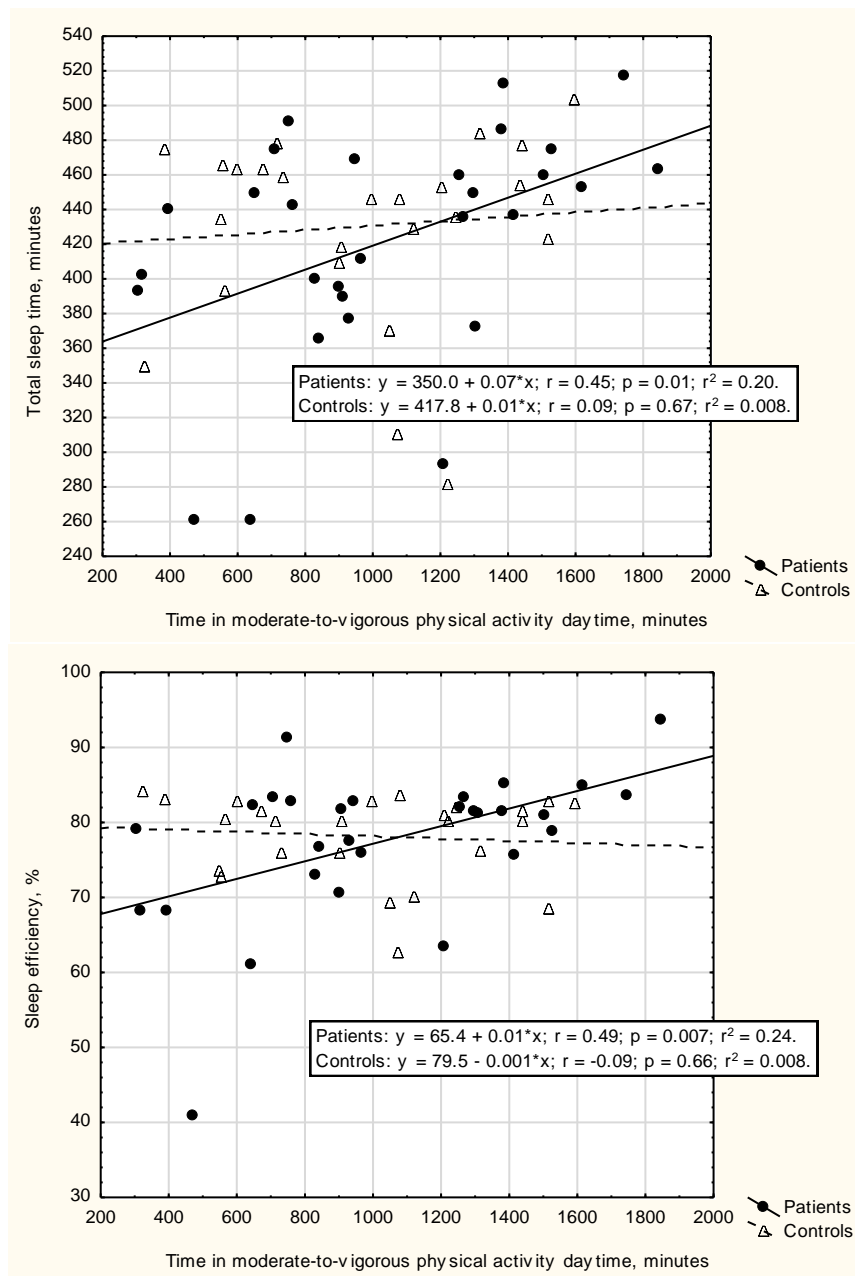 540
520
500
480
460
440
420
400
380
360
340
320
300
280
260
240
Total sleep time, minutes
Patients: y = 350.0 + 0.07*x; r = 0.45; p = 0.01; r² = 0.20.
Controls: y = 417.8 + 0.01*x; r = 0.09; p = 0.67; r² = 0.008.
200 400 600 800 1000 1200 1400 1600 1800 2000
Patients
Controls
Time in moderate-to-vigorous physical activity daytime, minutes
100
90
80
70
60
50
40
30
Sleep efficiency, %
Patients: y = 65.4 + 0.01*x; r = 0.49; p = 0.007; r² = 0.24.
Controls: y = 79.5 - 0.001*x; r = -0.09; p = 0.66; r² = 0.008.
200 400 600 800 1000 1200 1400 1600 1800 2000
Patients
Controls
Time in moderate-to-vigorous physical activity daytime, minutes